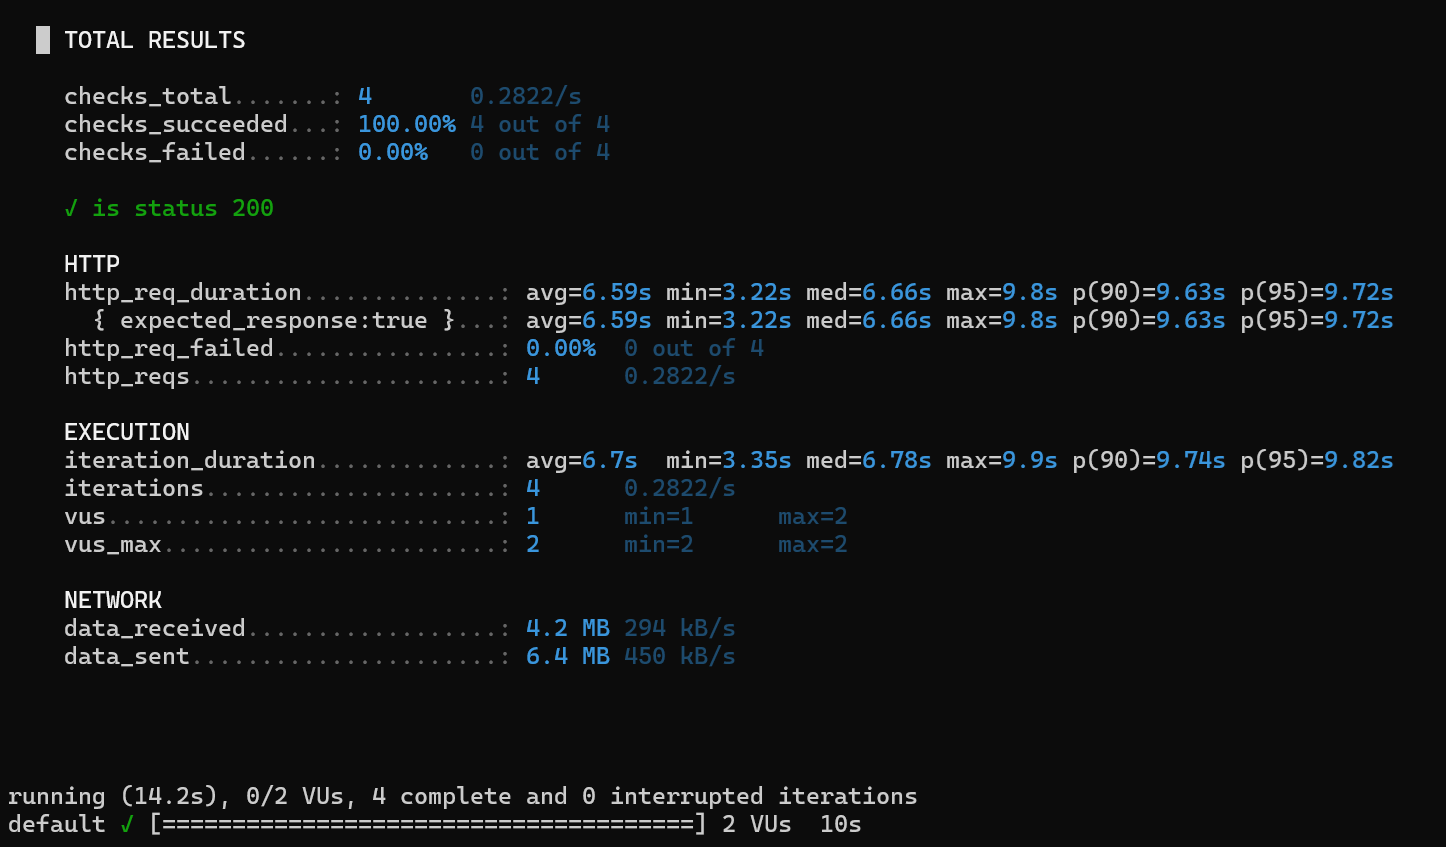 TOTAL RESULTS
checks_total.......: 4       0.2822/s
checks_succeeded...: 100.00% 4 out of 4
checks_failed......: 0.00%   0 out of 4
✓ is status 200
HTTP
http_req_duration..............: avg=6.59s min=3.22s med=6.66s max=9.8s p(90)=9.63s p(95)=9.72s
{ expected_response:true }...: avg=6.59s min=3.22s med=6.66s max=9.8s p(90)=9.63s p(95)=9.72s
http_req_failed................: 0.00%  0 out of 4
http_reqs......................: 4      0.2822/s
EXECUTION
iteration_duration.............: avg=6.7s  min=3.35s med=6.78s max=9.9s p(90)=9.74s p(95)=9.82s
iterations.....................: 4      0.2822/s
vus............................: 1      min=1      max=2
vus_max........................: 2      min=2      max=2
NETWORK
data_received..................: 4.2 MB 294 kB/s
data_sent......................: 6.4 MB 450 kB/s
running (14.2s), 0/2 VUs, 4 complete and 0 interrupted iterations
default ✓ [======================================] 2 VUs  10s